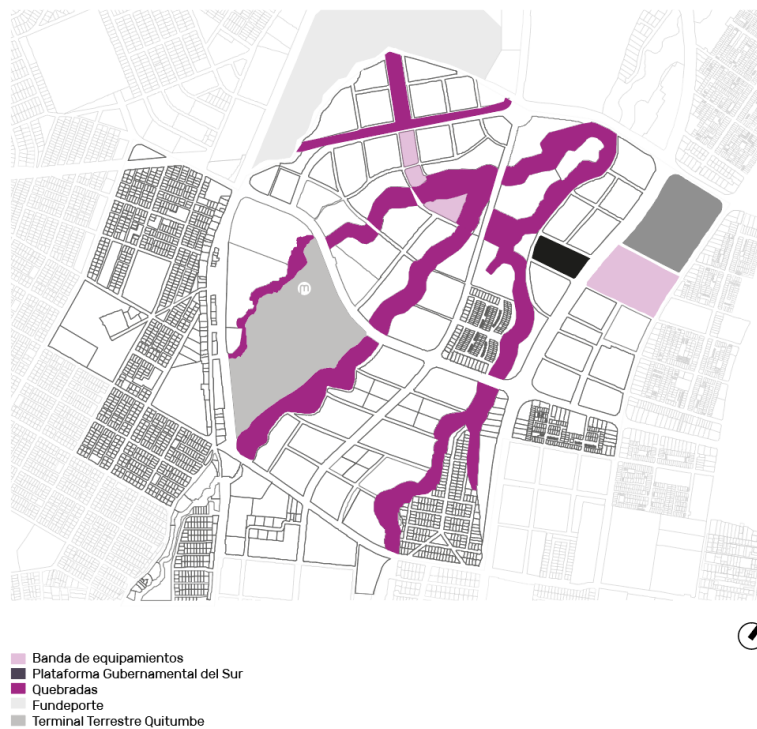 m
Banda de equipamientos
Plataforma Gubernamental del Sur
Quebradas
Fundeporte
Terminal Terrestre Quitumbe